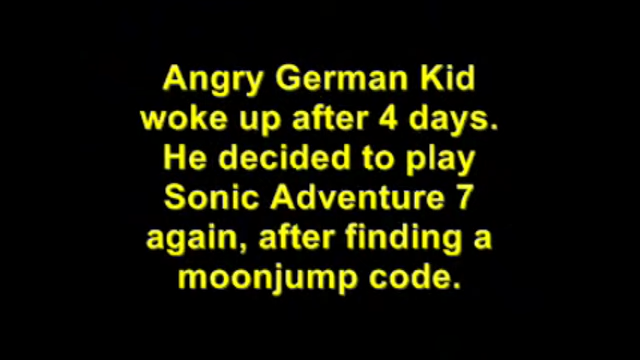 Angry German Kid
woke up after 4 days.
He decided to play
Sonic Adventure 7
again, after finding a
moonjump code.